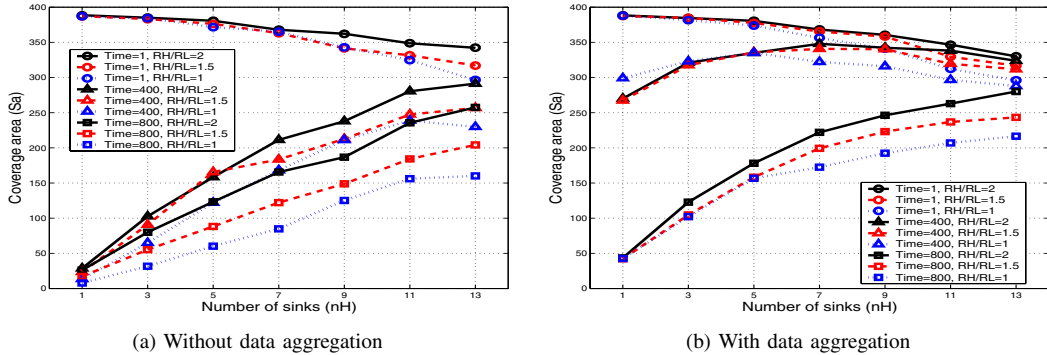 400
350
300
250
200
150
100
50
0
Coverage area (Sa)
Time=1, RH/RL=2
Time=1, RH/RL=1.5
Time=1, RH/RL=1
Time=400, RH/RL=2
Time=400, RH/RL=1.5
Time=400, RH/RL=1
Time=800, RH/RL=2
Time=800, RH/RL=1.5
Time=800, RH/RL=1
1 3 5 7 9 11 13
Number of sinks (nH)
(a) Without data aggregation
400
350
300
250
200
150
100
50
0
Coverage area (Sa)
Time=1, RH/RL=2
Time=1, RH/RL=1.5
Time=1, RH/RL=1
Time=400, RH/RL=2
Time=400, RH/RL=1.5
Time=400, RH/RL=1
Time=800, RH/RL=2
Time=800, RH/RL=1.5
Time=800, RH/RL=1
1 3 5 7 9 11 13
Number of sinks (nH)
(b) With data aggregation